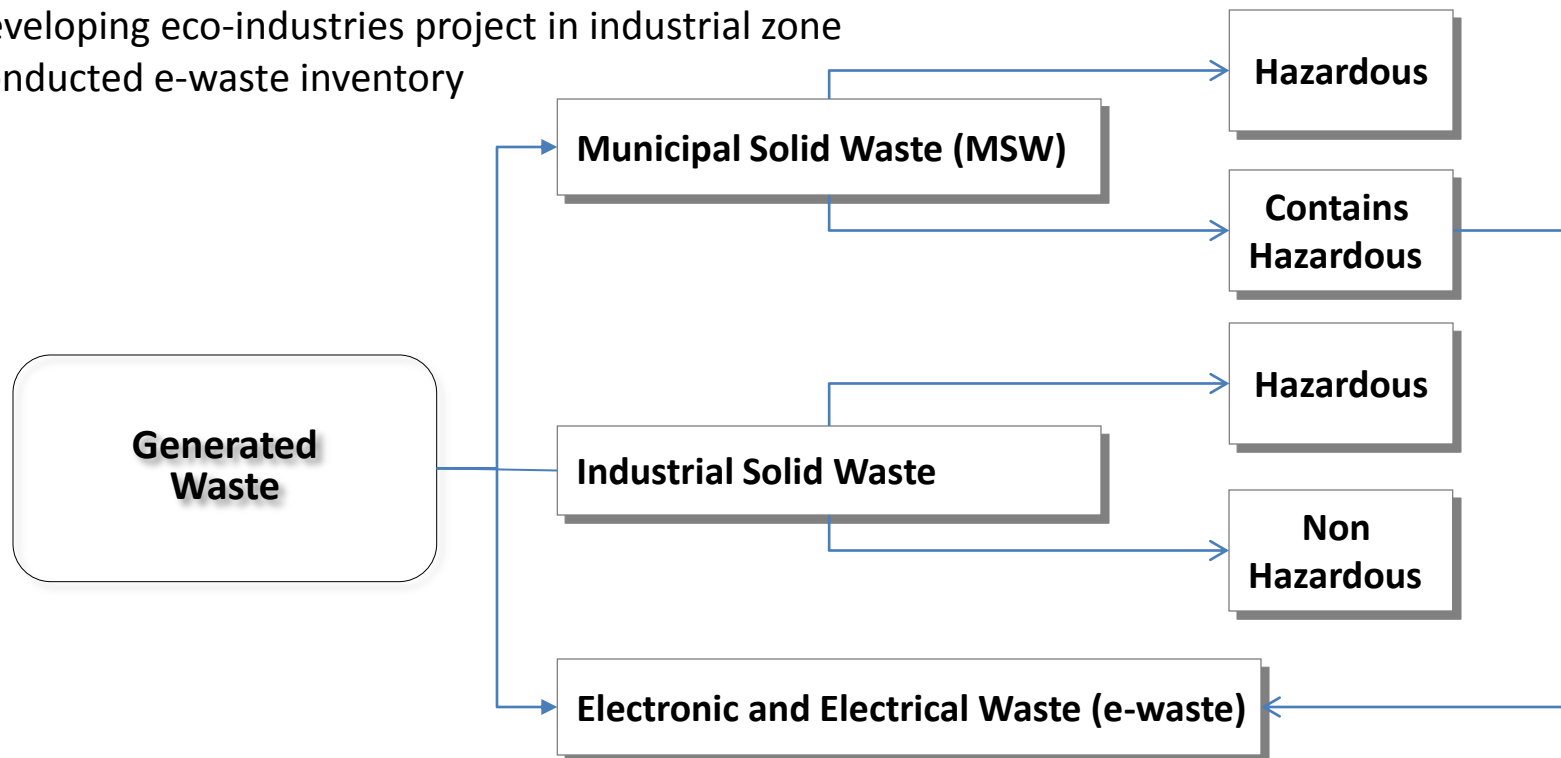 eveloping eco-industries project in industrial zone
onducted e-waste inventory
Hazardous
Municipal Solid Waste (MSW)
Contains
Hazardous
Hazardous
Generated
Waste
Industrial Solid Waste
Non
Hazardous
Electronic and Electrical Waste (e-waste)